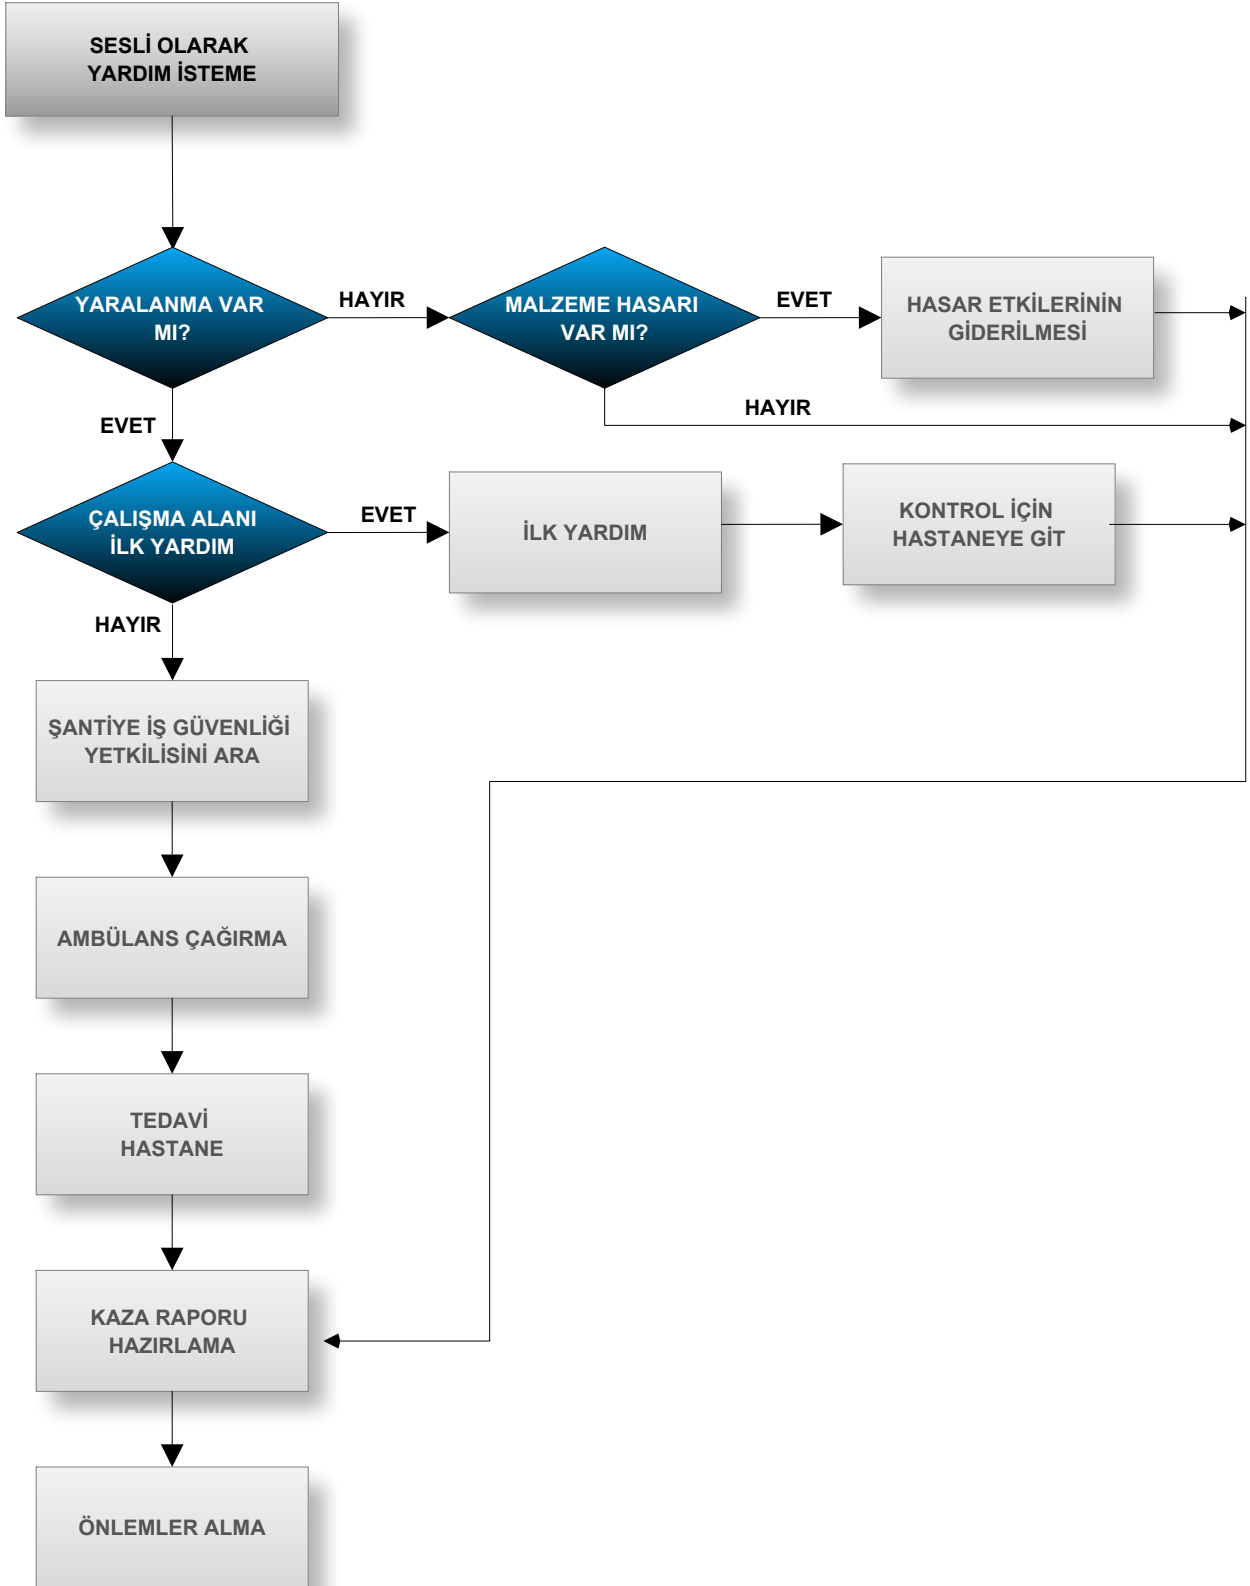 SESLİ OLARAK
YARDIM İSTEME
YARALANMA VAR
MI?
HAYIR
MALZEME HASARI
VAR MI?
EVET
HASAR ETKİLERİNİN
GİDERİLMESİ
HAYIR
EVET
ÇALIŞMA ALANI
İLK YARDIM
EVET
İLK YARDIM
KONTROL İÇİN
HASTANEYE GİT
HAYIR
ŞANTİYE İŞ GÜVENLİĞİ
YETKİLİSİNİ ARA
AMBÜLANS ÇAĞIRMA
TEDAVİ
HASTANE
KAZA RAPORU
HAZIRLAMA
ÖNLEMLER ALMA